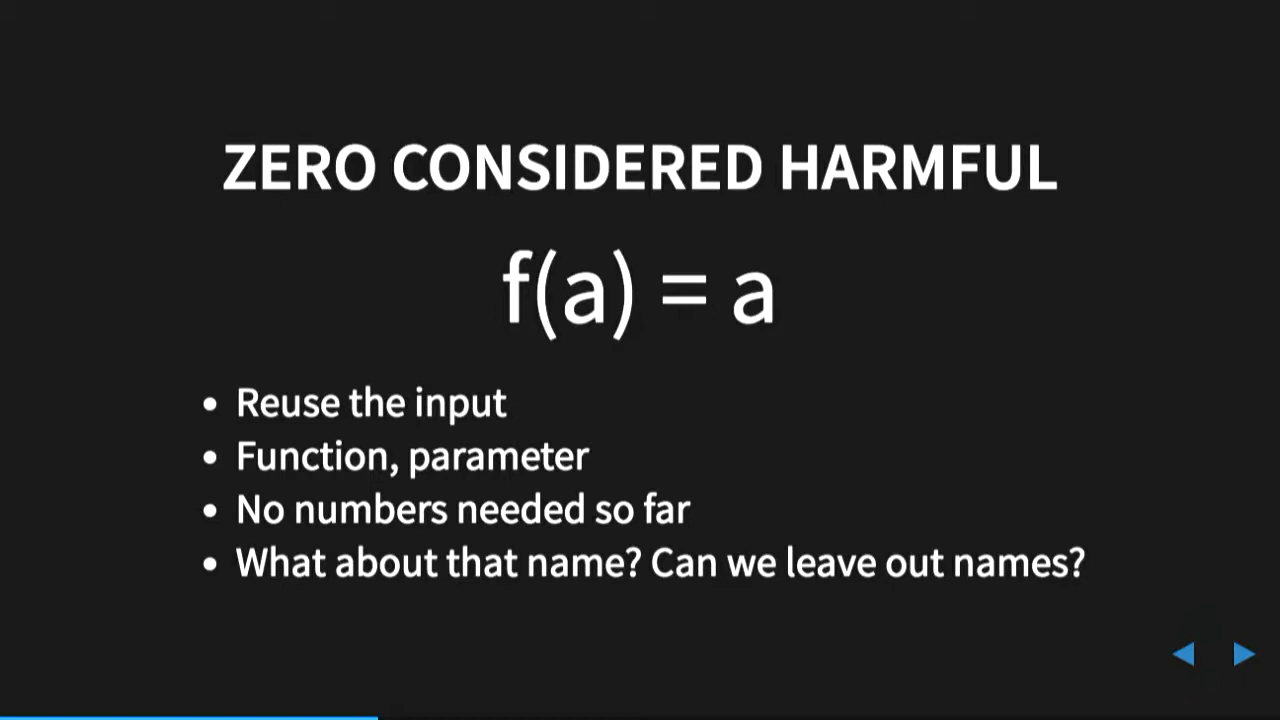 ZERO CONSIDERED HARMFUL
f(a) = a
• Reuse the input
• Function, parameter
• No numbers needed so far
• What about that name? Can we leave out names?